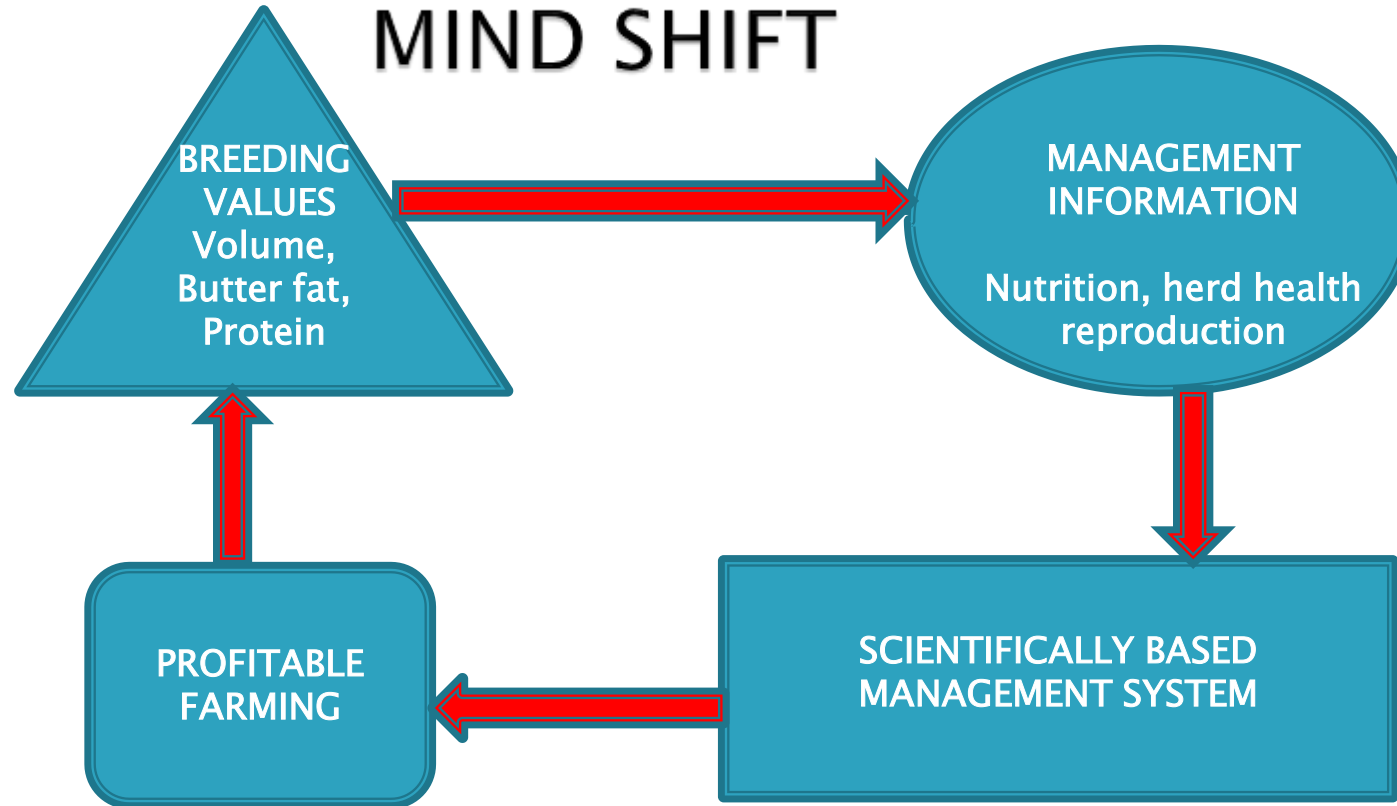 MIND SHIFT
BREEDING
VALUES
Volume,
Butter fat,
Protein
MANAGEMENT
INFORMATION
Nutrition, herd health
reproduction
PROFITABLE
FARMING
SCIENTIFICALLY BASED
MANAGEMENT SYSTEM